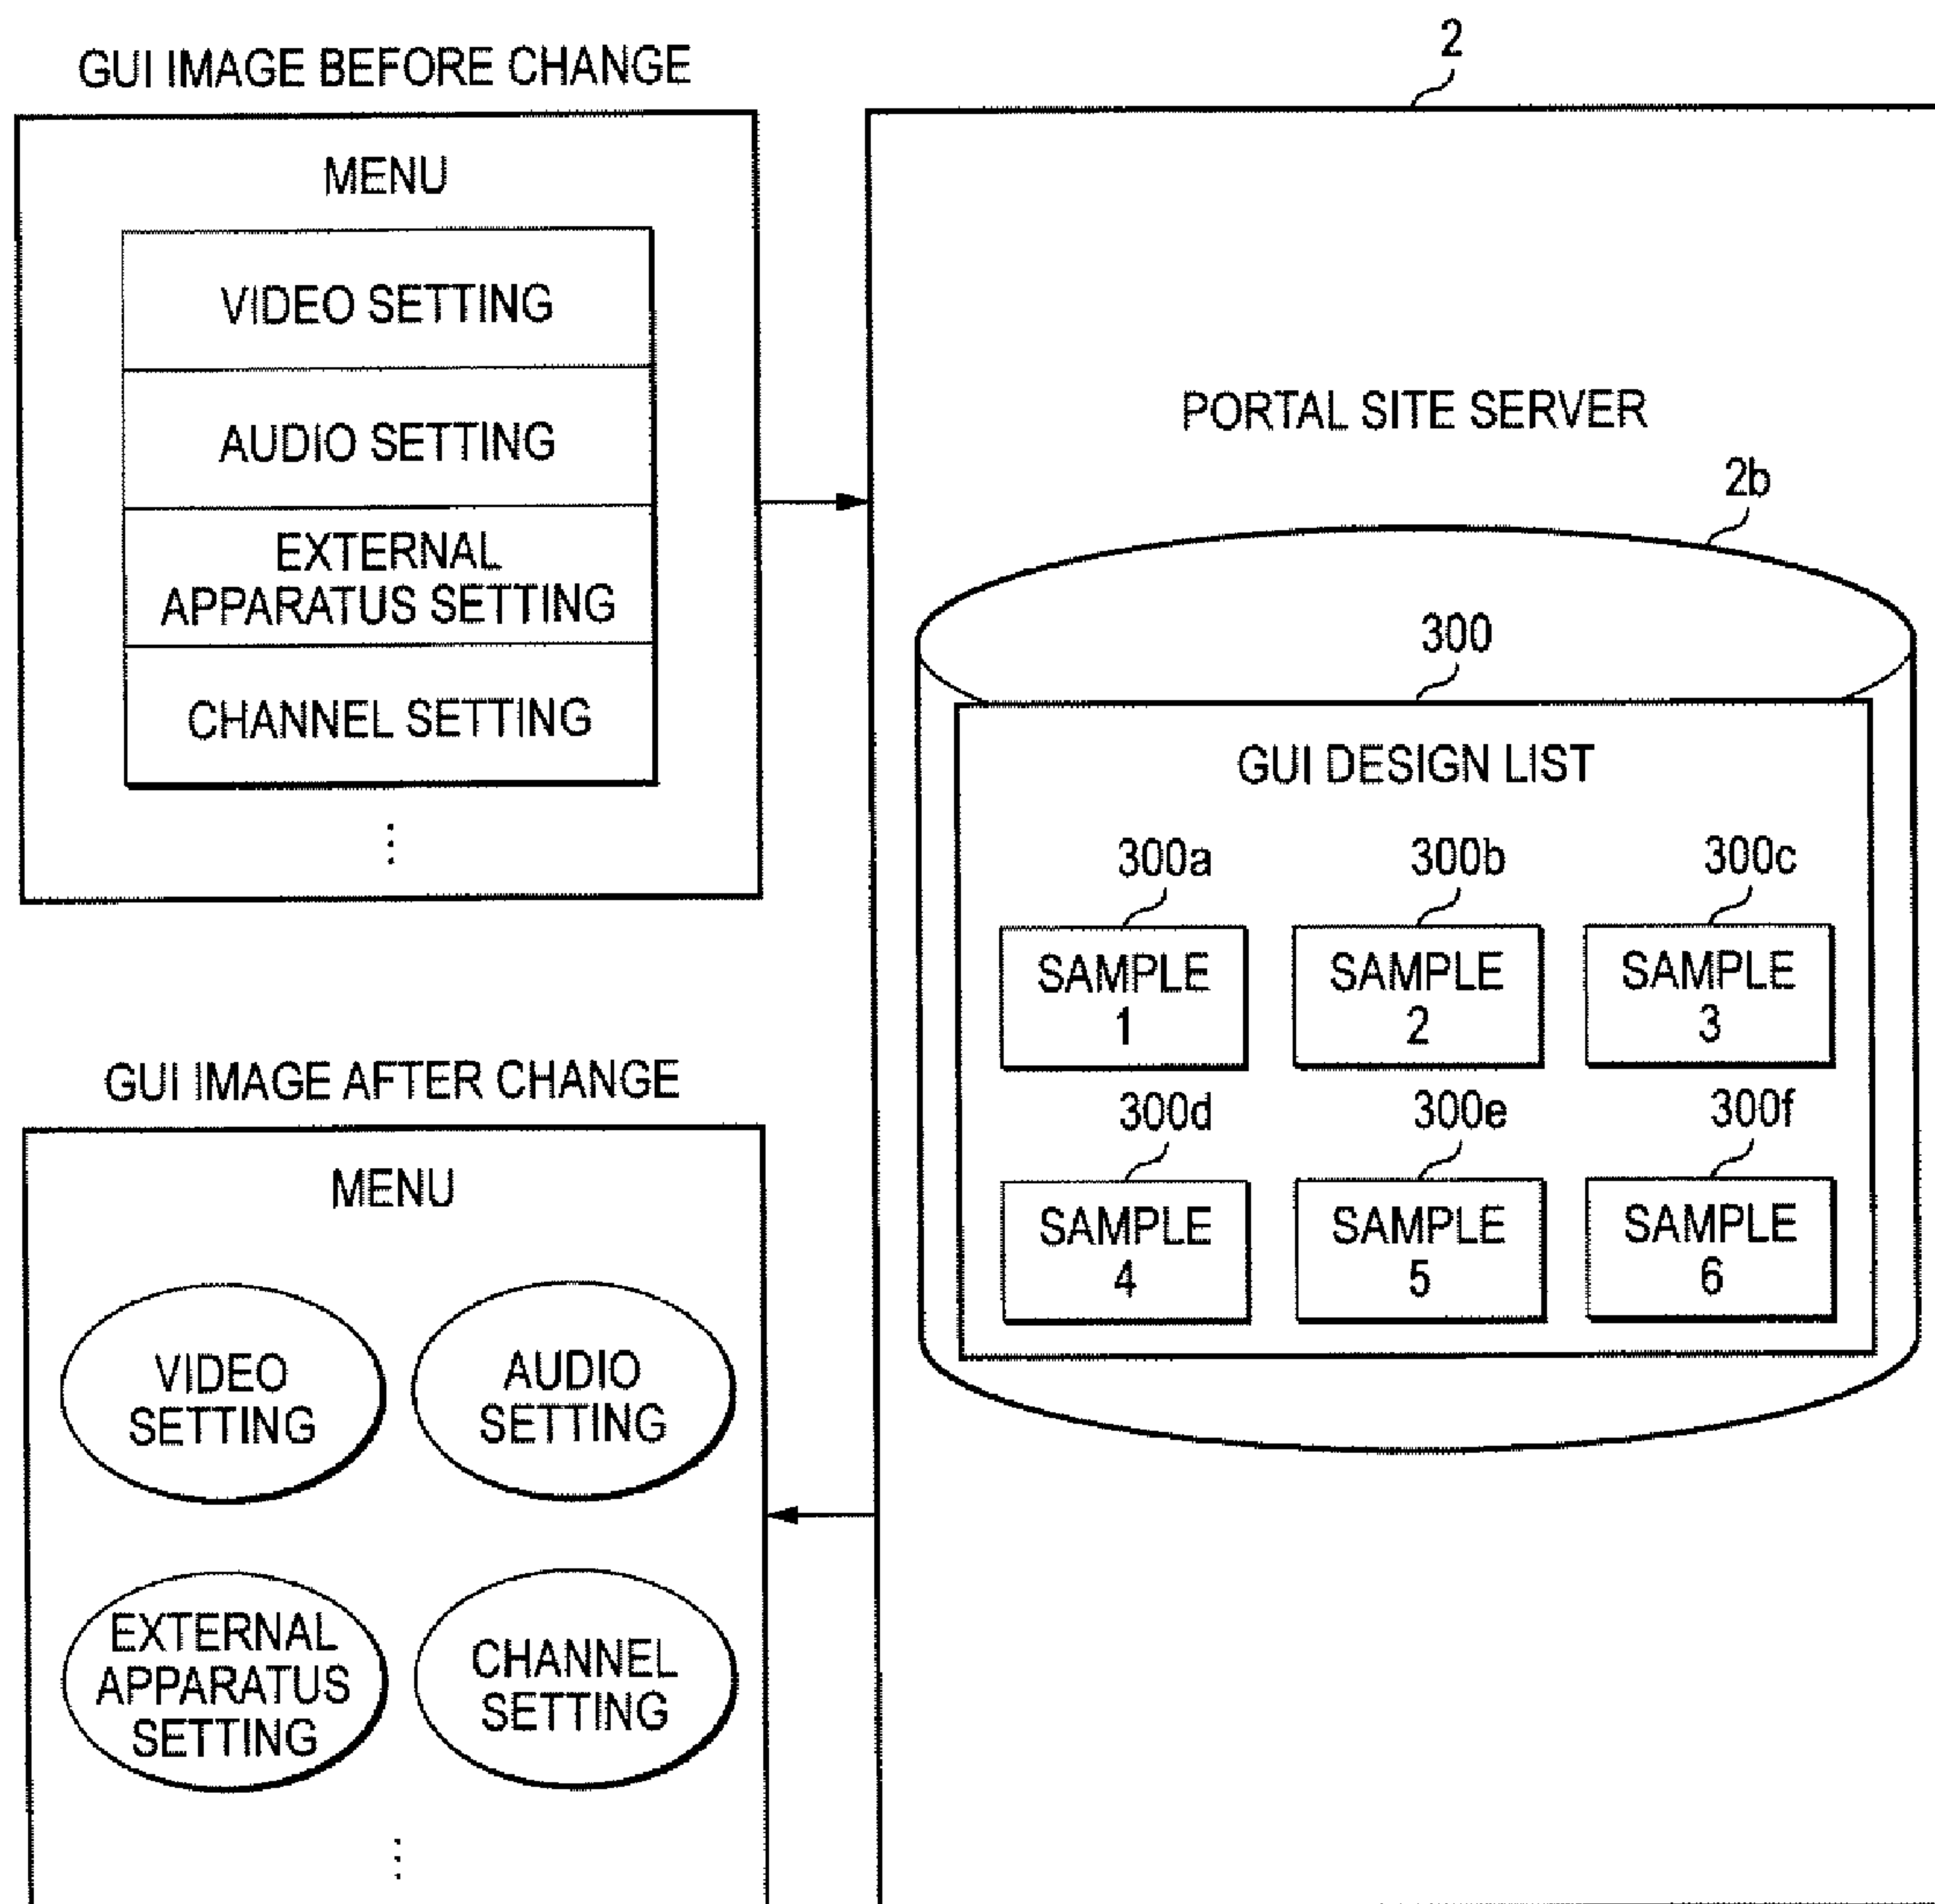 GUI IMAGE BEFORE CHANGE
MENU
VIDEO SETTING
AUDIO SETTING
EXTERNAL
APPARATUS SETTING
CHANNEL SETTING
⋮
GUI IMAGE AFTER CHANGE
MENU
VIDEO
SETTING
AUDIO
SETTING
EXTERNAL
APPARATUS
SETTING
CHANNEL
SETTING
⋮
2
PORTAL SITE SERVER
2b
300
GUI DESIGN LIST
300a
300b
300c
SAMPLE
1
SAMPLE
2
SAMPLE
3
300d
300e
300f
SAMPLE
4
SAMPLE
5
SAMPLE
6